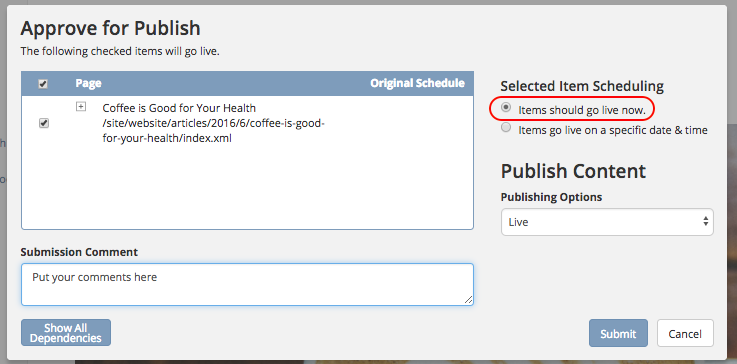 Approve for Publish
The following checked items will go live.
Page
Original Schedule
Coffee is Good for Your Health
/site/website/articles/2016/6/coffee-is-good-
for-your-health/index.xml
Selected Item Scheduling
Items should go live now.
Items go live on a specific date & time
Publish Content
Publishing Options
Live
Submission Comment
Put your comments here
Show All
Dependencies
Submit
Cancel